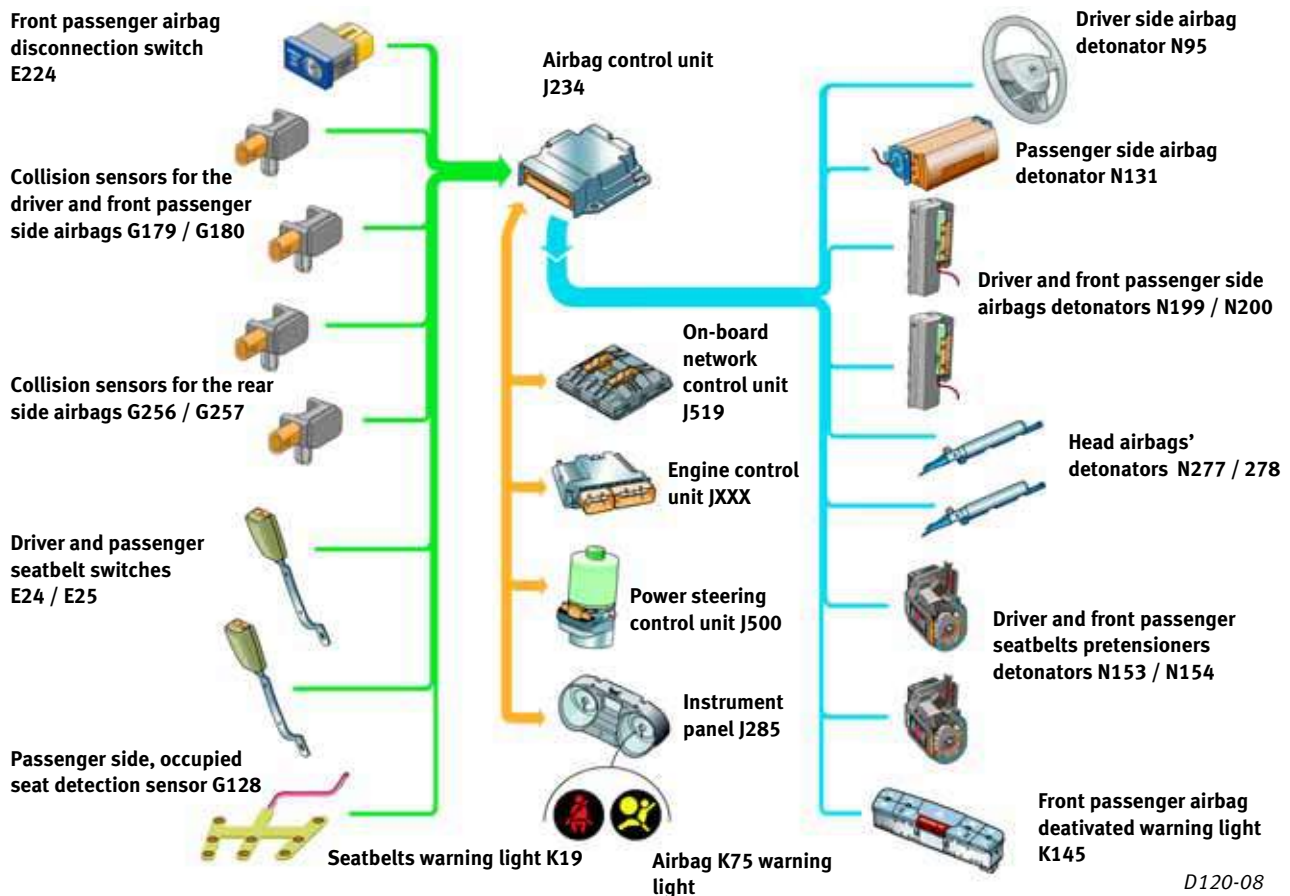 Front passenger airbag
disconnection switch
E224
Collision sensors for the
driver and front passenger
side airbags G179 / G180
Collision sensors for the rear
side airbags G256 / G257
Driver and passenger
seatbelt switches
E24 / E25
Passenger side, occupied
seat detection sensor G128
Airbag control unit
J234
On-board
network
control unit
J519
Engine control
unit JXXX
Power steering
control unit J500
Instrument
panel J285
Seatbelts warning light K19
Airbag K75 warning
light
Driver side airbag
detonator N95
Passenger side airbag
detonator N131
Driver and front passenger side
airbags detonators N199 / N200
Head airbags’
detonators N277 / 278
Driver and front passenger
seatbelts pretensioners
detonators N153 / N154
Front passenger airbag
deativated warning light
K145
D120-08